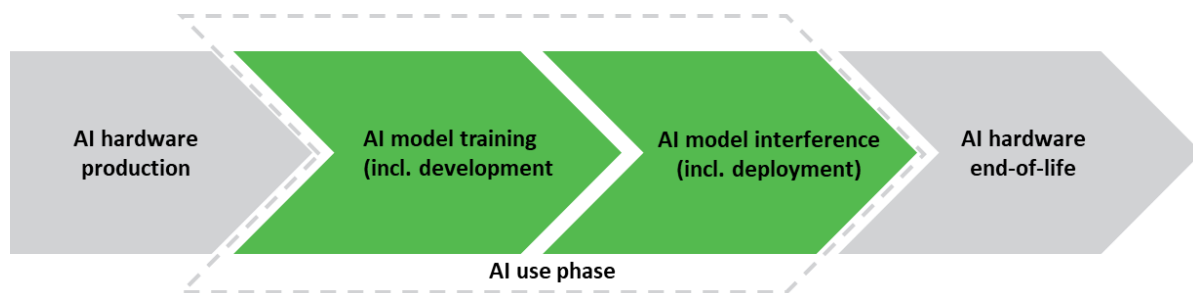 AI hardware
production
AI model training
(incl. development
AI model interference
(incl. deployment)
AI hardware
end-of-life
AI use phase